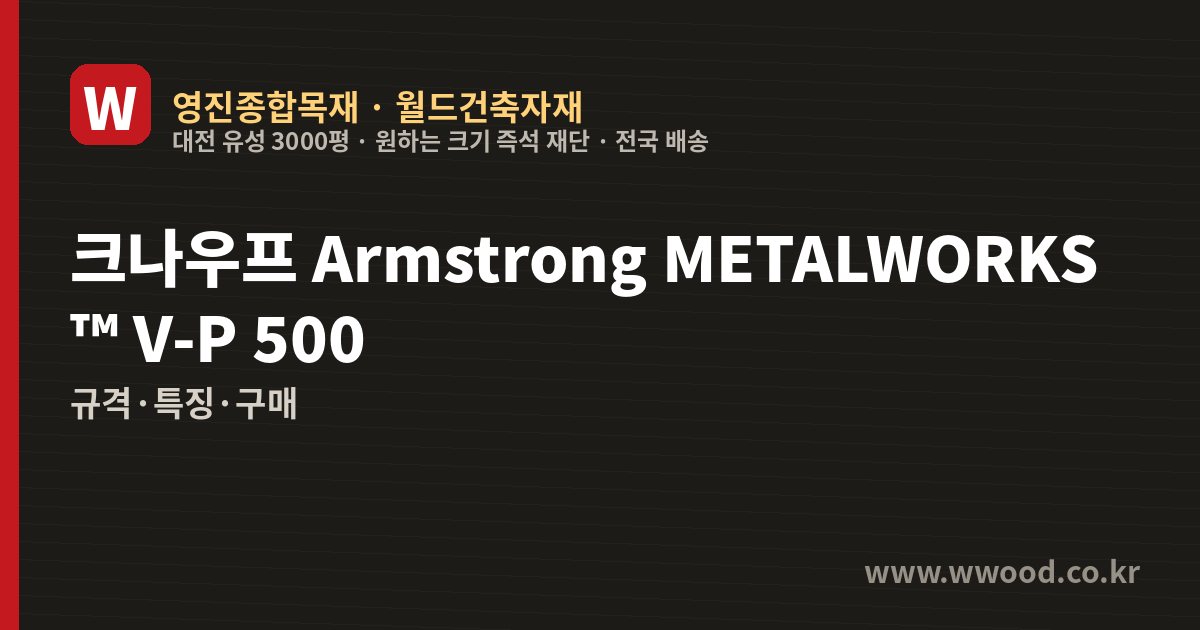 W
영진종합목재 · 월드건축자재
대전 유성 3000평 · 원하는 크기 즉석 재단 · 전국 배송
크나우프 Armstrong METALWORKS
™ V-P 500
규격·특징·구매
www.wwood.co.kr